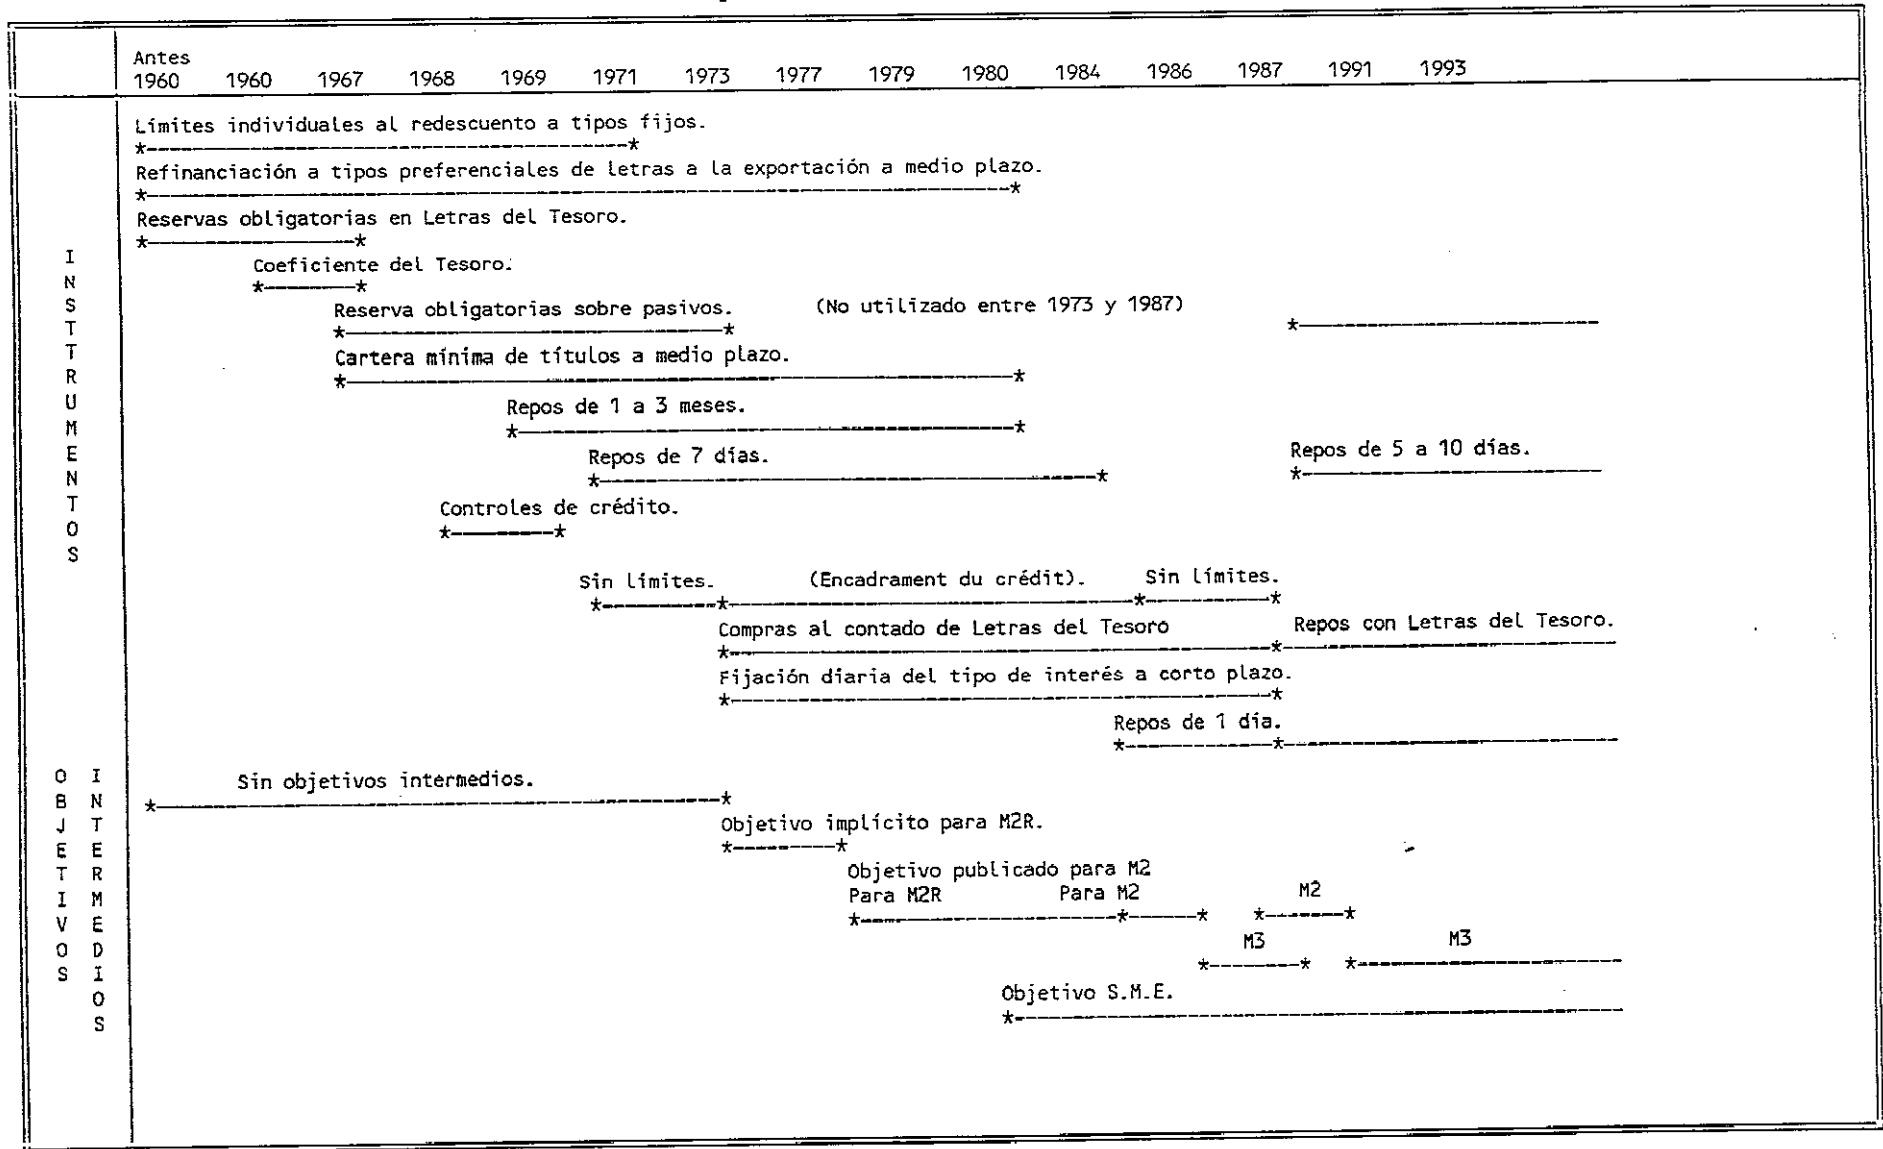 Antes
1960 1960 1967 1968 1969 1971 1973 1977 1979 1980 1984 1986 1987 1991 1993
Límites individuales al redescuento a tipos fijos.
Refinanciación a tipos preferenciales de letras a la exportación a medio plazo.
Reservas obligatorias en Letras del Tesoro.
Coeficiente del Tesoro.
Reserva obligatorias sobre pasivos. (No utilizado entre 1973 y 1987)
Cartera mínima de títulos a medio plazo.
Repos de 1 a 3 meses.
Repos de 7 días. Repos de 5 a 10 días.
Controles de crédito.
Sin límites. (Encadrament du crédit). Sin límites.
Compras al contado de Letras del Tesoro Repos con Letras del Tesoro.
Fijación diaria del tipo de interés a corto plazo.
Repos de 1 día.
INSTRUMENTOS
Sin objetivos intermedios.
Objetivo implícito para M2R.
Objetivo publicado para M2
Para M2R Para M2 M2
M3 M3
Objetivo S.M.E.
OBJETIVOS
INTERMEDIOS